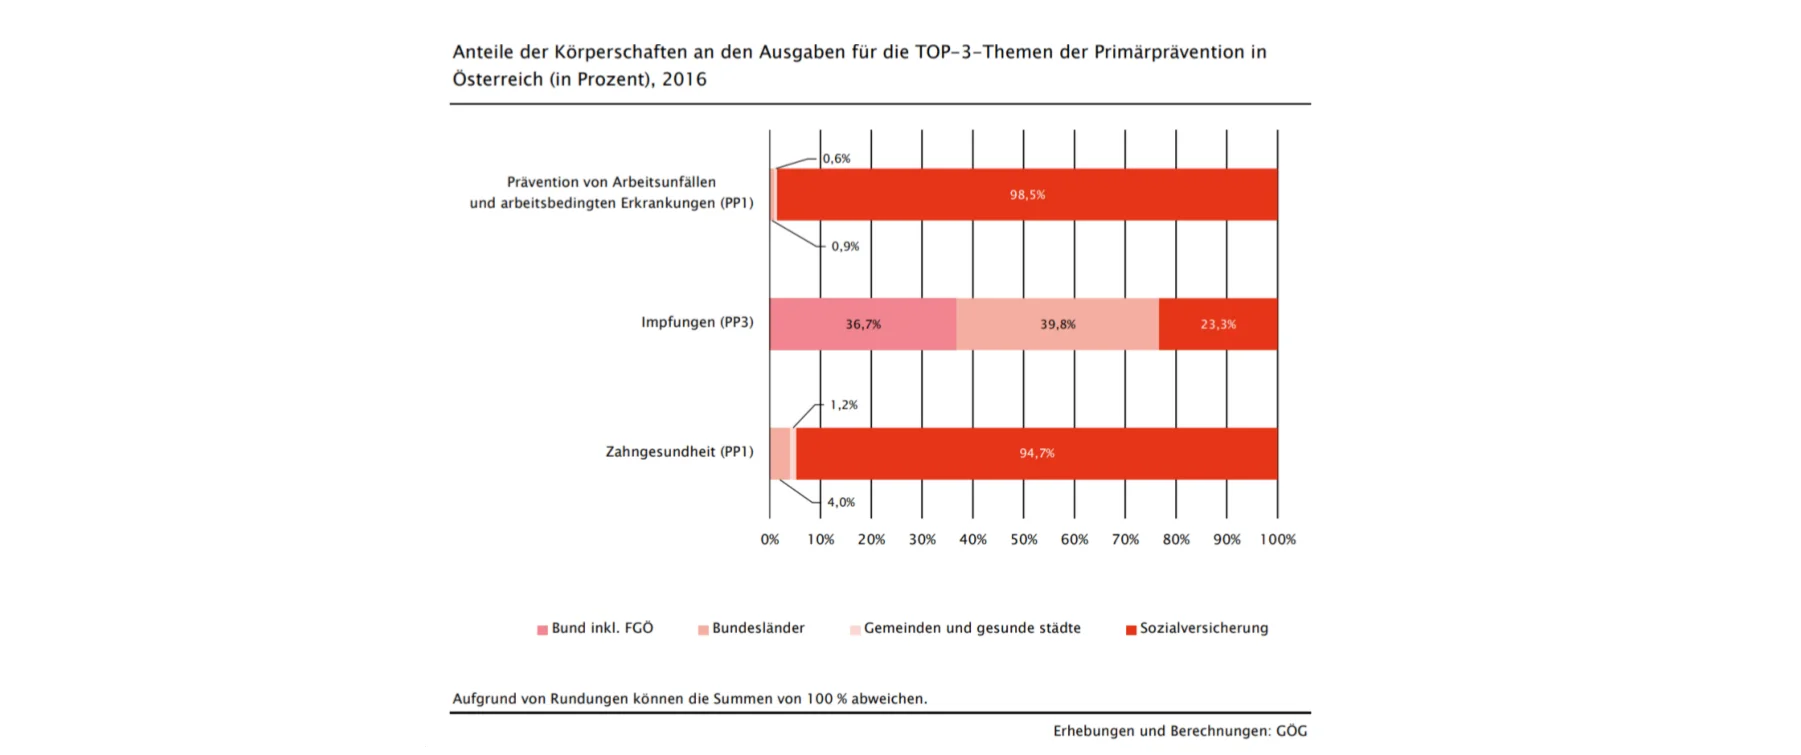 Anteile der Körperschaften an den Ausgaben für die TOP-3-Themen der Primärprävention in
Österreich (in Prozent), 2016
0,6%
Prävention von Arbeitsunfällen
und arbeitsbedingten Erkrankungen (PP1)
98,5%
0,9%
Impfungen (PP3)
36,7%
39,8%
23,3%
1,2%
Zahngesundheit (PP1)
94,7%
4,0%
0% 10% 20% 30% 40% 50% 60% 70% 80% 90% 100%
Bund inkl. FGÖ
Bundesländer
Gemeinden und gesunde städte
Sozialversicherung
Aufgrund von Rundungen können die Summen von 100 % abweichen.
Erhebungen und Berechnungen: GÖG